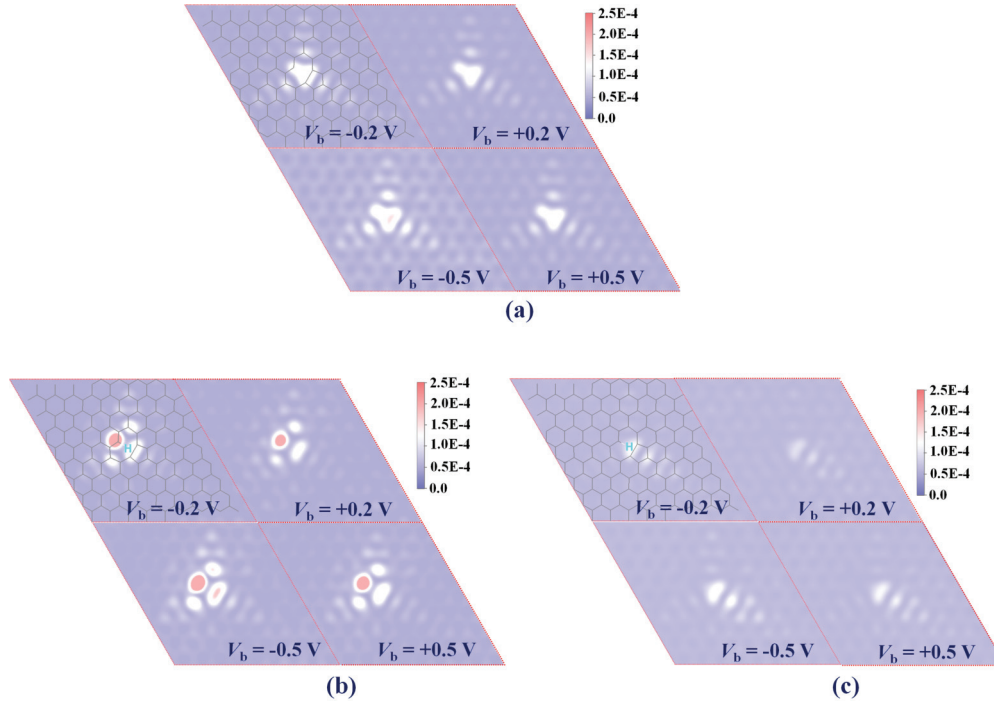 2.5E-4
2.0E-4
1.5E-4
1.0E-4
0.5E-4
0.0
Vb = -0.2 V
Vb = +0.2 V
Vb = -0.5 V
Vb = +0.5 V
(a)
2.5E-4
2.0E-4
1.5E-4
1.0E-4
0.5E-4
0.0
H
Vb = -0.2 V
Vb = +0.2 V
Vb = -0.5 V
Vb = +0.5 V
(b)
2.5E-4
2.0E-4
1.5E-4
1.0E-4
0.5E-4
0.0
H
Vb = -0.2 V
Vb = +0.2 V
Vb = -0.5 V
Vb = +0.5 V
(c)